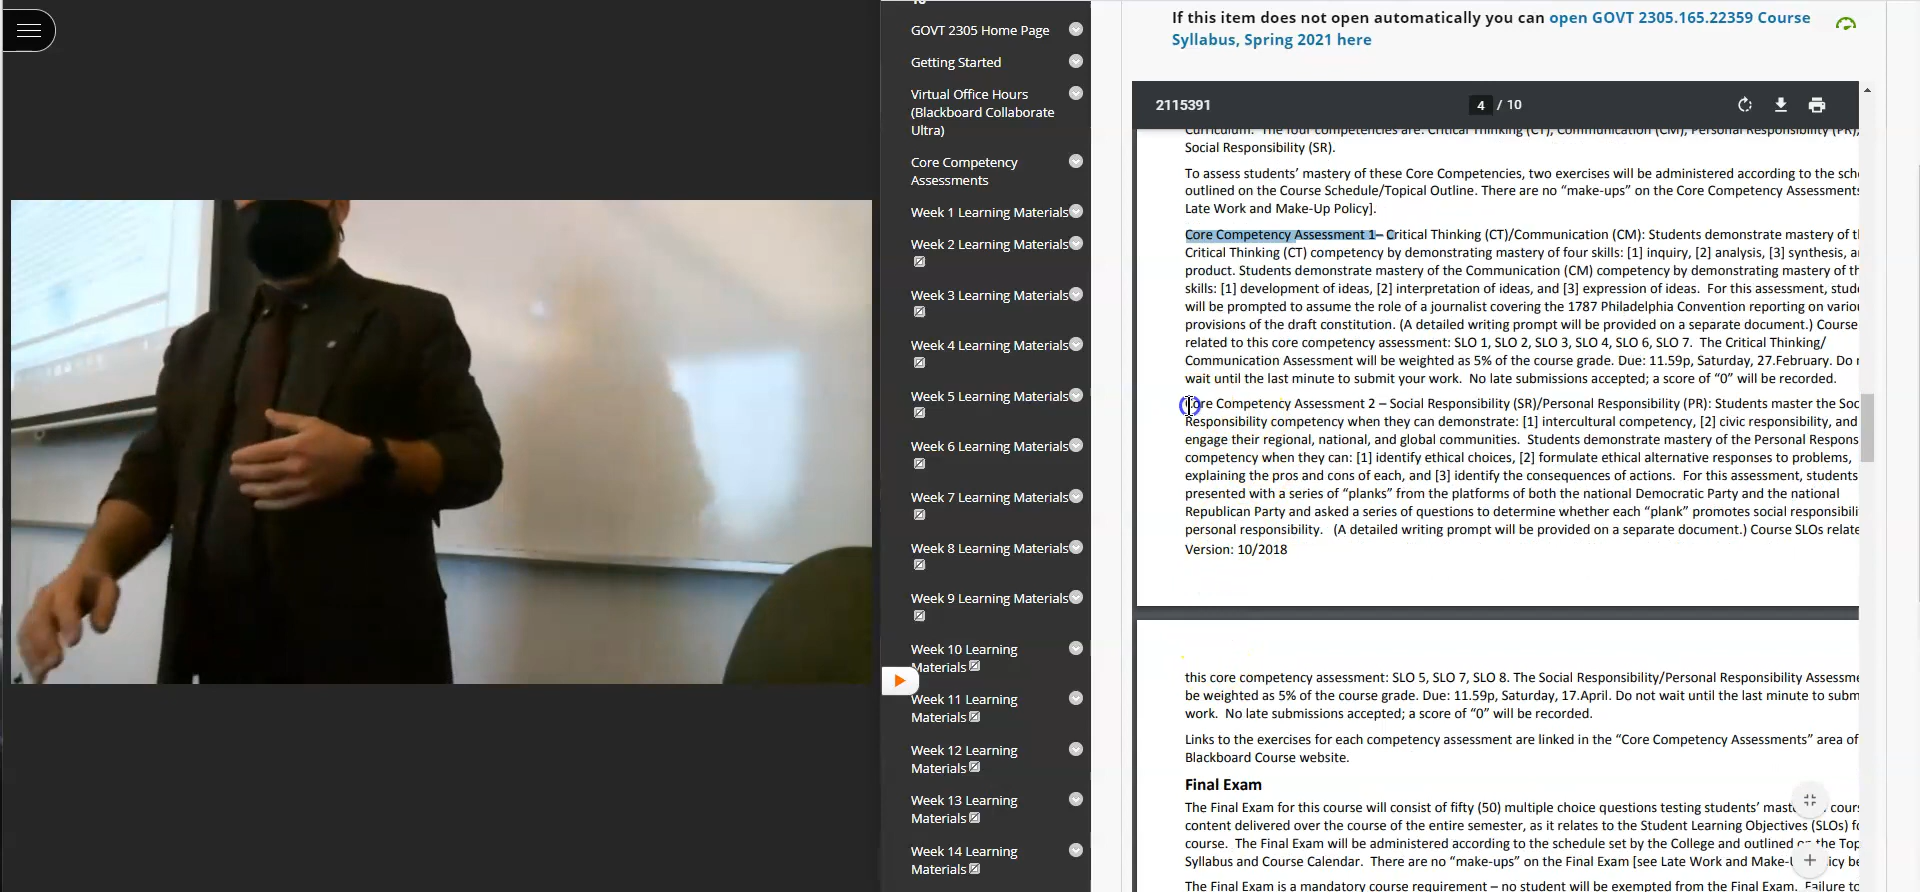 GOVT 2305 Home Page
Getting Started
Virtual Office Hours
(Blackboard Collaborate
Ultra)
Core Competency
Assessments
Week 1 Learning Materials
Week 2 Learning Materials
Week 3 Learning Materials
Week 4 Learning Materials
Week 5 Learning Materials
Week 6 Learning Materials
Week 7 Learning Materials
Week 8 Learning Materials
Week 9 Learning Materials
Week 10 Learning
Materials
Week 11 Learning
Materials
Week 12 Learning
Materials
Week 13 Learning
Materials
Week 14 Learning
Materials
If this item does not open automatically you can open GOVT 2305.165.22359 Course
Syllabus, Spring 2021 here
2115391
4 / 10
Curriculum. The four competencies are: Critical Thinking (CT), Communication (CM), Personal Responsibility (PR),
Social Responsibility (SR).
To assess students’ mastery of these Core Competencies, two exercises will be administered according to the sch
outlined on the Course Schedule/Topical Outline. There are no “make-ups” on the Core Competency Assessments
Late Work and Make-Up Policy].
Core Competency Assessment 1– Critical Thinking (CT)/Communication (CM): Students demonstrate mastery of th
Critical Thinking (CT) competency by demonstrating mastery of four skills: [1] inquiry, [2] analysis, [3] synthesis, a
product. Students demonstrate mastery of the Communication (CM) competency by demonstrating mastery of th
skills: [1] development of ideas, [2] interpretation of ideas, and [3] expression of ideas. For this assessment, stud
will be prompted to assume the role of a journalist covering the 1787 Philadelphia Convention reporting on vario
provisions of the draft constitution. (A detailed writing prompt will be provided on a separate document.) Course
related to this core competency assessment: SLO 1, SLO 2, SLO 3, SLO 4, SLO 6, SLO 7. The Critical Thinking/
Communication Assessment will be weighted as 5% of the course grade. Due: 11.59p, Saturday, 27.February. Do
wait until the last minute to submit your work. No late submissions accepted; a score of “0” will be recorded.
Core Competency Assessment 2 – Social Responsibility (SR)/Personal Responsibility (PR): Students master the Soc
Responsibility competency when they can demonstrate: [1] intercultural competency, [2] civic responsibility, and
engage their regional, national, and global communities. Students demonstrate mastery of the Personal Respons
competency when they can: [1] identify ethical choices, [2] formulate ethical alternative responses to problems,
explaining the pros and cons of each, and [3] identify the consequences of actions. For this assessment, students
presented with a series of “planks” from the platforms of both the national Democratic Party and the national
Republican Party and asked a series of questions to determine whether each “plank” promotes social responsibili
personal responsibility. (A detailed writing prompt will be provided on a separate document.) Course SLOs relate
Version: 10/2018
this core competency assessment: SLO 5, SLO 7, SLO 8. The Social Responsibility/Personal Responsibility Assessme
be weighted as 5% of the course grade. Due: 11.59p, Saturday, 17.April. Do not wait until the last minute to subm
work. No late submissions accepted; a score of “0” will be recorded.
Links to the exercises for each competency assessment are linked in the “Core Competency Assessments” area of
Blackboard Course website.
Final Exam
The Final Exam for this course will consist of fifty (50) multiple choice questions testing students’ mast cour
content delivered over the course of the entire semester, as it relates to the Student Learning Objectives (SLOs) fo
course. The Final Exam will be administered according to the schedule set by the College and outlined on the Top
Syllabus and Course Calendar. There are no “make-ups” on the Final Exam [see Late Work and Make-U icy be
The Final Exam is a mandatory course requirement – no student will be exempted from the Final Exam. Failure to